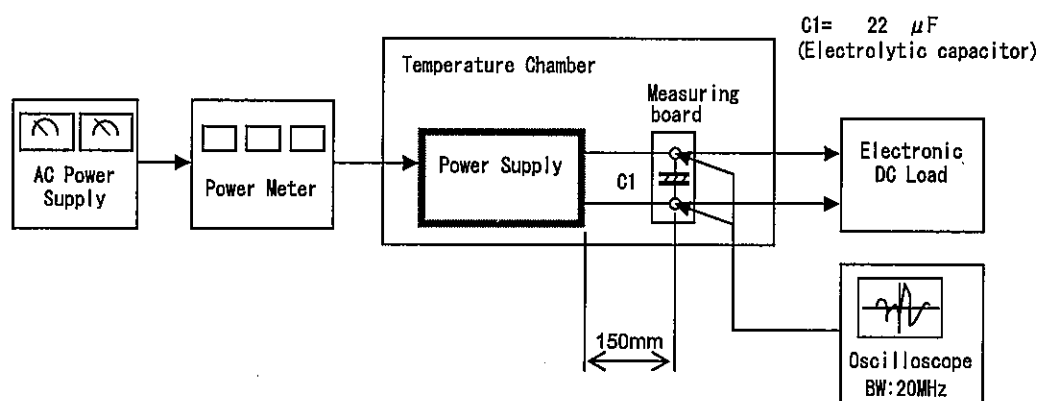 C1= 22 μF
(Electrolytic capacitor)
Temperature Chamber
Measuring
board
AC Power
Supply
Power Meter
Power Supply
C1
Electronic
DC Load
150mm
Oscilloscope
BW:20MHz